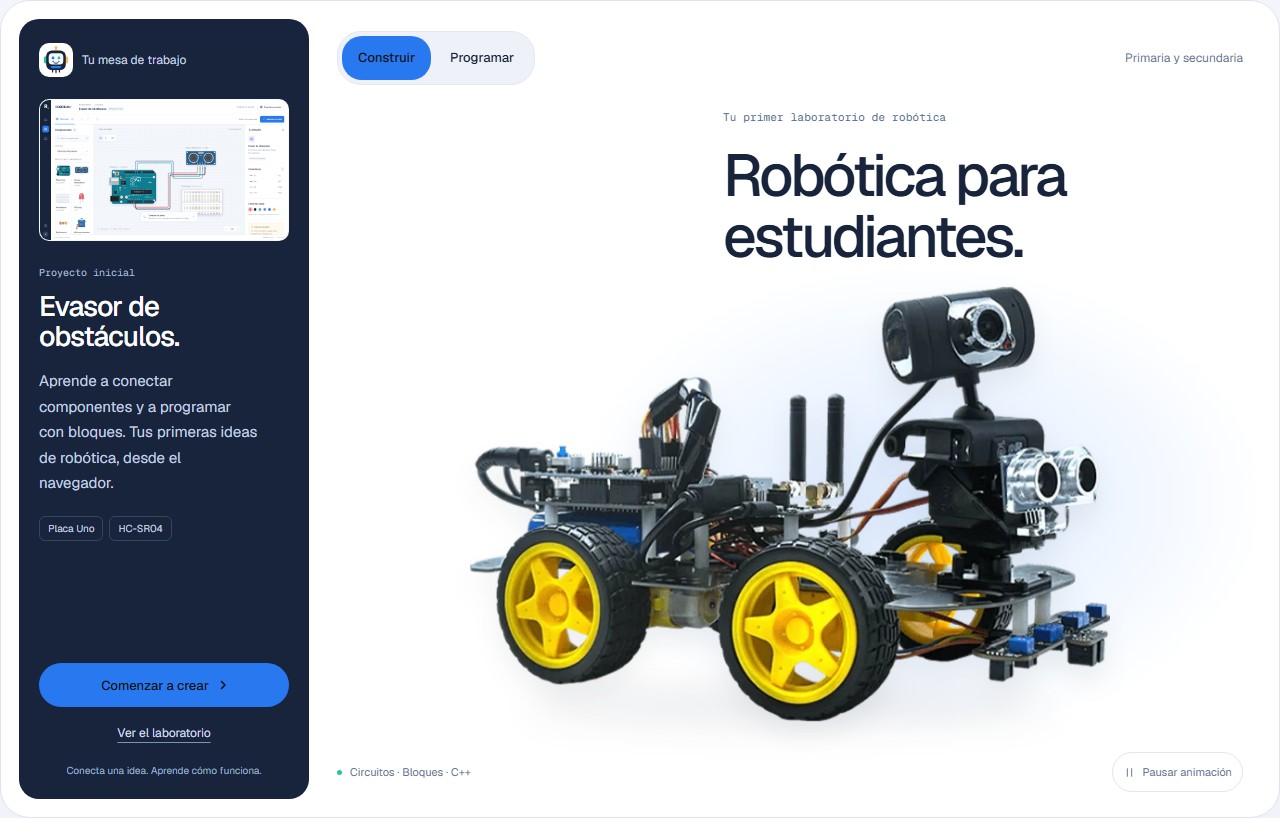 Tu mesa de trabajo
Proyecto inicial
Evasor de
obstáculos.
Aprende a conectar
componentes y a programar
con bloques. Tus primeras ideas
de robótica, desde el
navegador.
Placa Uno
HC-SR04
Comenzar a crear
Ver el laboratorio
Conecta una idea. Aprende cómo funciona.
Construir
Programar
Primaria y secundaria
Tu primer laboratorio de robótica
Robótica para
estudiantes.
Circuitos · Bloques · C++
Pausar animación